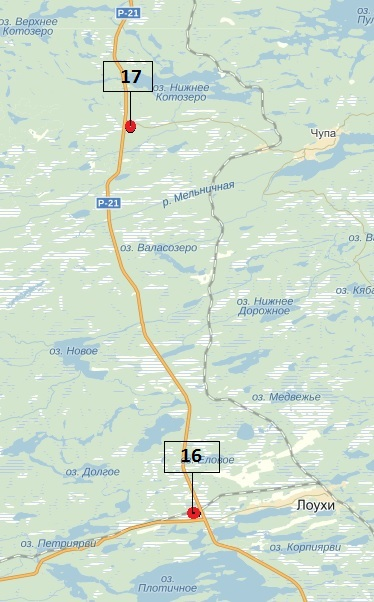 Р-21
оз. Верхнее
Котозеро
оз.
17
оз. Нижнее
Котозеро
Чупа
р. Мельничная
Р-21
оз. Валасозеро
оз. Нижнее
Дорожное
оз. Новое
оз. Медвежье
16
Еловое
оз. Долгое
Лоухи
оз. Петриярви
оз. Корпиярви
оз.
Плотичное